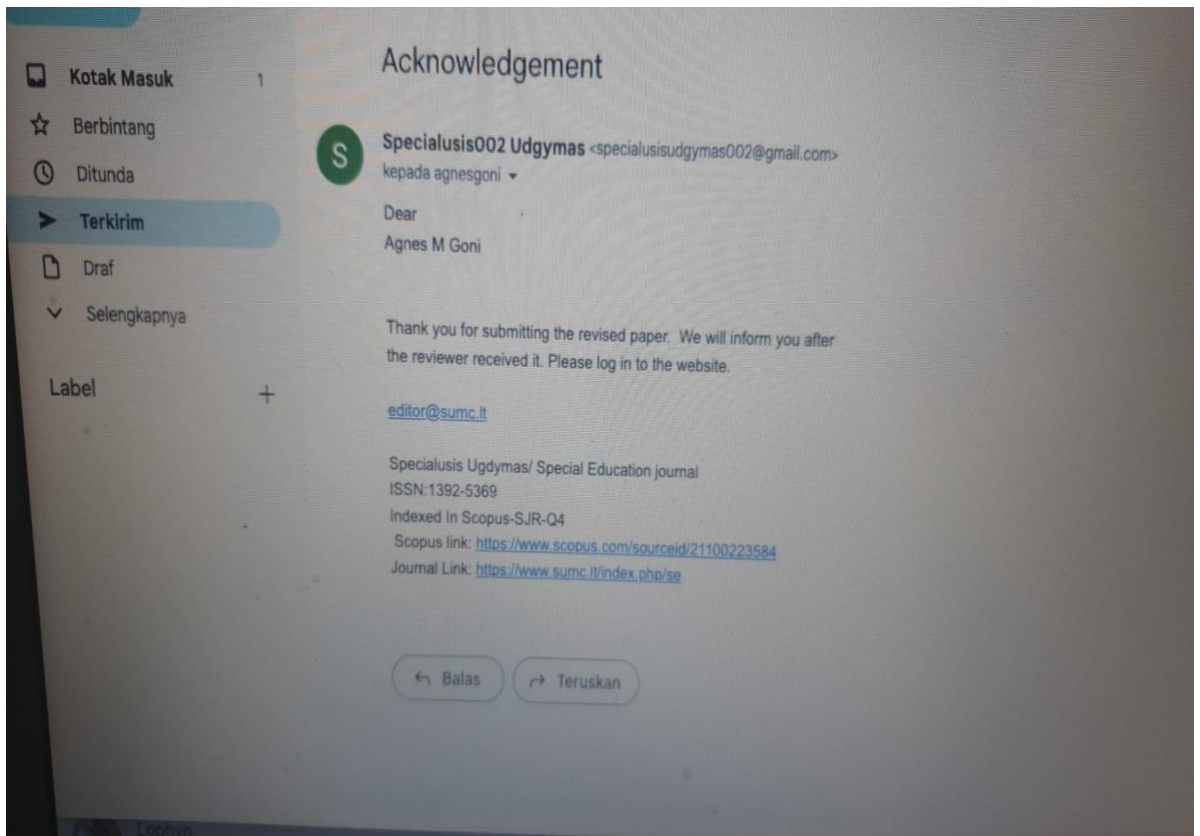 Kotak Masuk 1
Berbintang
Ditunda
Terkirim
Draf
Selengkapnya
Label +
Acknowledgement
S
Specialusis002 Udgymas <specialusisudgymas002@gmail.com>
kepada agnesgoni
Dear
Agnes M Goni
Thank you for submitting the revised paper. We will inform you after
the reviewer received it. Please log in to the website.
editor@sumc.lt
Specialusis Ugdymas/ Special Education journal
ISSN:1392-5369
Indexed In Scopus-SJR-Q4
Scopus link: https://www.scopus.com/sourceid/21100223584
Journal Link: https://www.sumc.lt/index.php/se
Balas
Teruskan